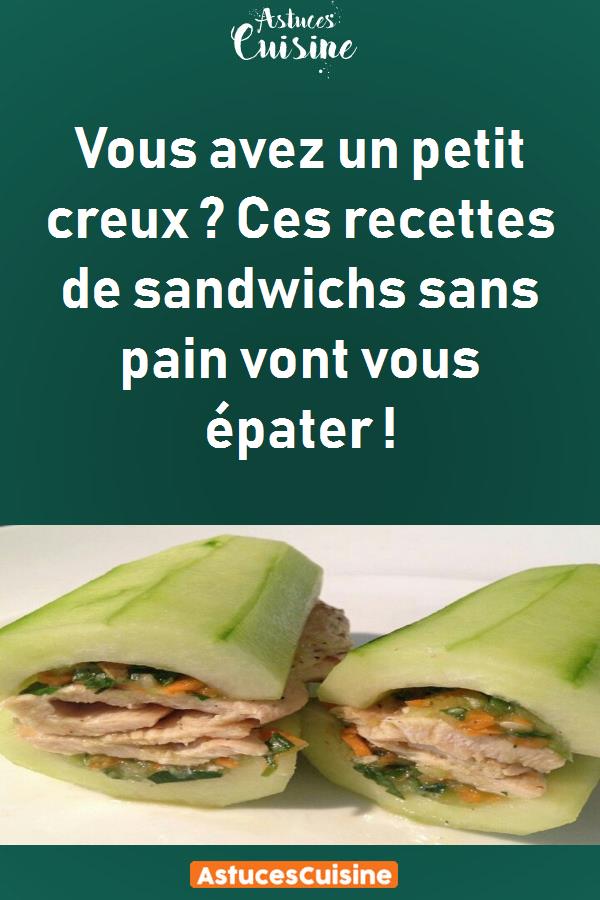 Astuces
Cuisine
Vous avez un petit
creux ? Ces recettes
de sandwichs sans
pain vont vous
épater !
AstucesCuisine